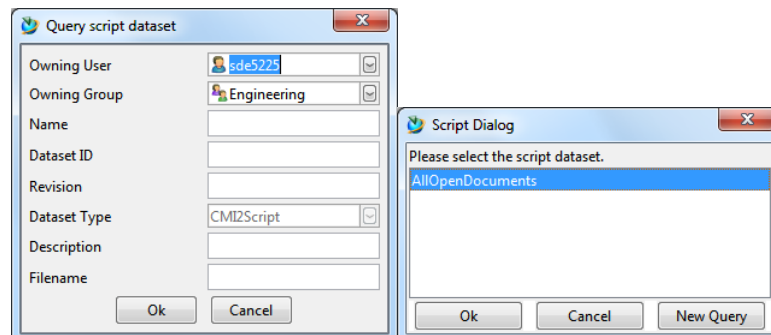 Query script dataset
Owning User sde5225
Owning Group Engineering
Name
Dataset ID
Revision
Dataset Type CMI2Script
Description
Filename
Ok Cancel
Script Dialog
Please select the script dataset.
AllOpenDocuments
Ok Cancel New Query